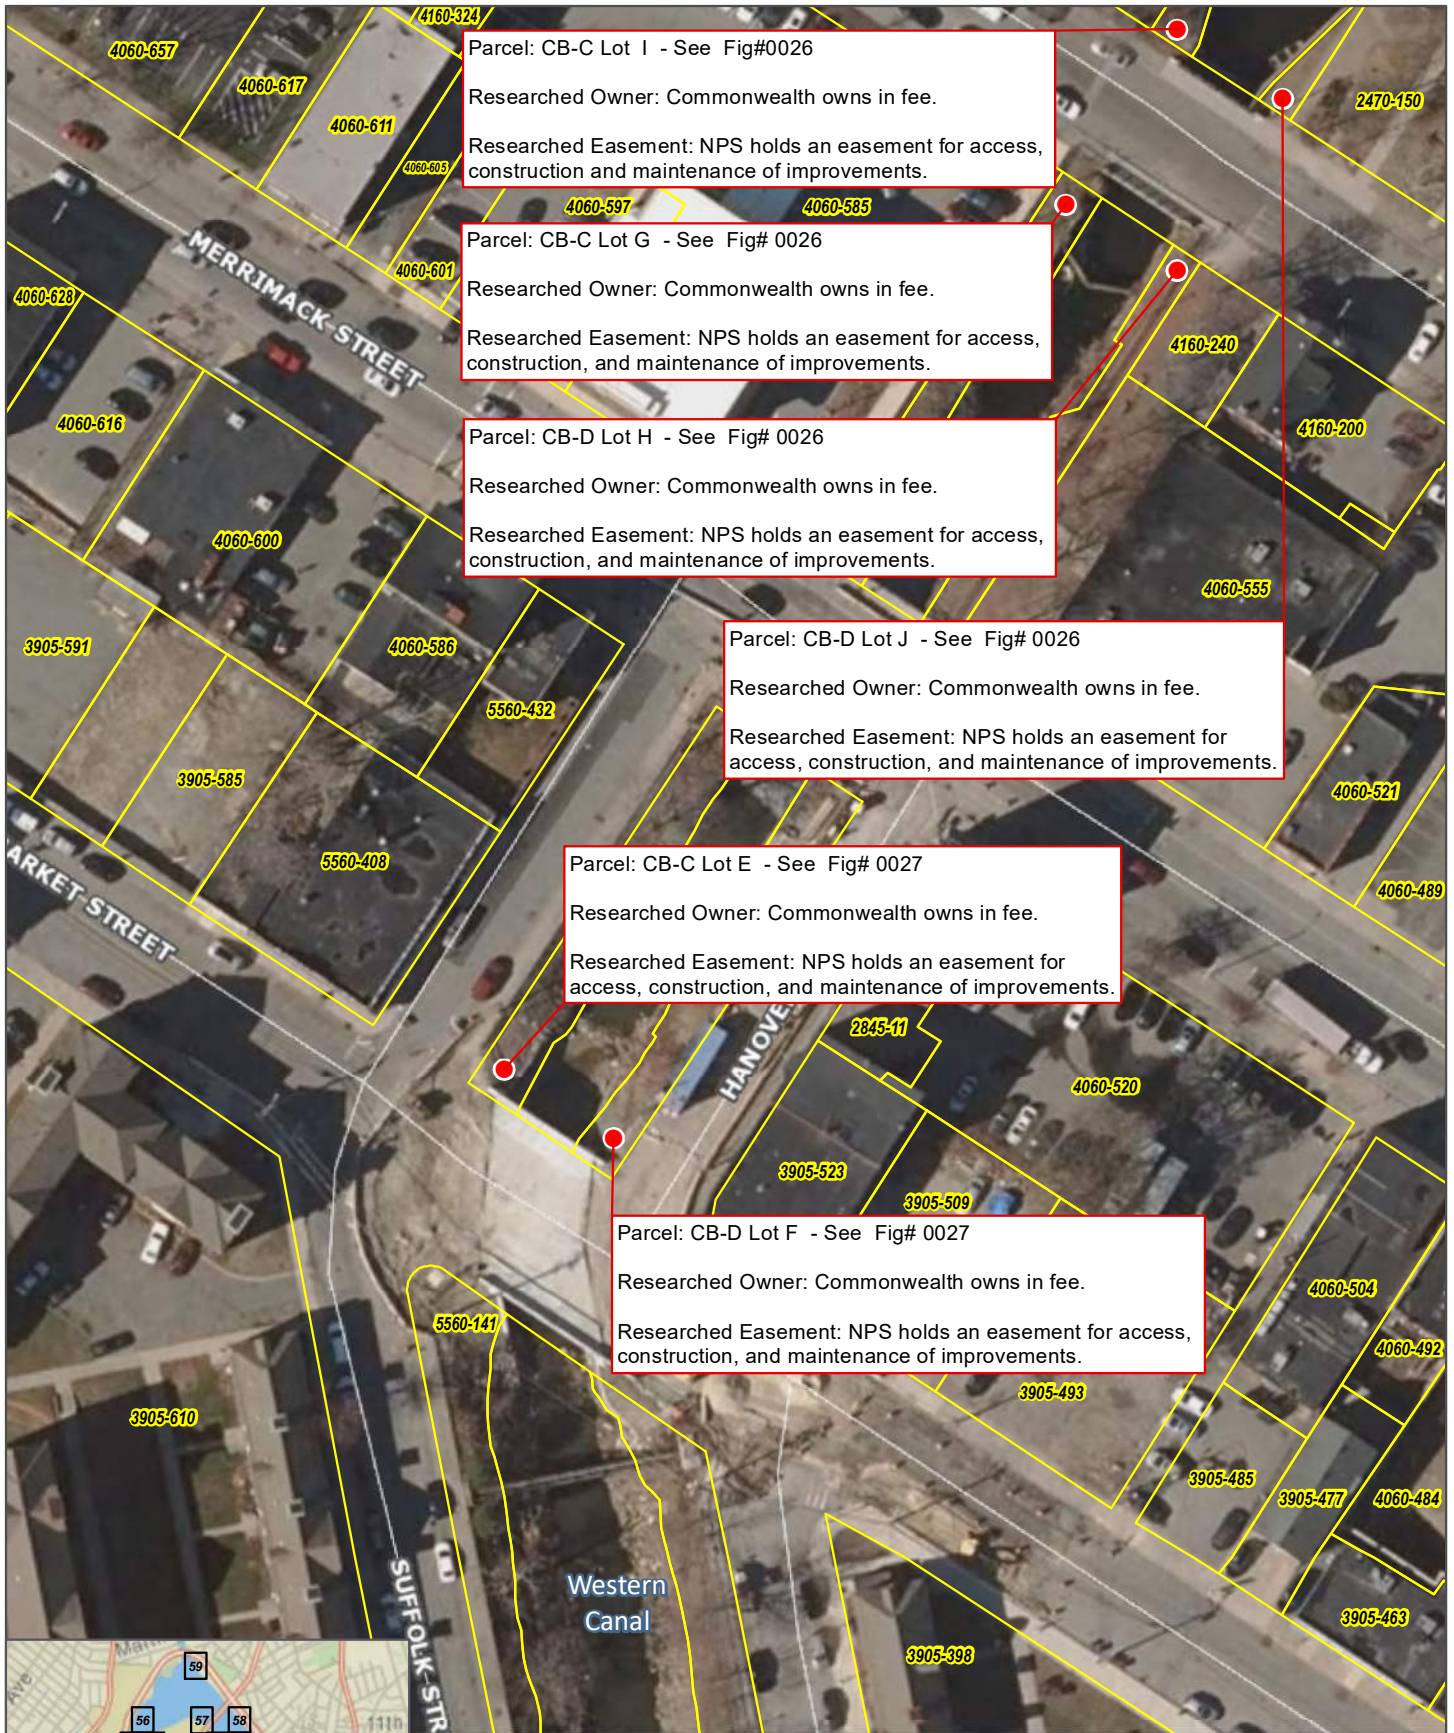 4160-324
4060-657
4060-617
4060-611
4060-605
2470-150
Parcel: CB-C Lot  I  - See  Fig#0026
Researched Owner: Commonwealth owns in fee.
Researched Easement: NPS holds an easement for access,
construction and maintenance of improvements.
4060-597
4060-585
Parcel: CB-C Lot G  - See  Fig# 0026
Researched Owner: Commonwealth owns in fee.
Researched Easement: NPS holds an easement for access,
construction, and maintenance of improvements.
4060-601
4060-628
MERRIMACK STREET
4160-240
4160-200
4060-616
Parcel: CB-D Lot H  - See  Fig# 0026
Researched Owner: Commonwealth owns in fee.
Researched Easement: NPS holds an easement for access,
construction, and maintenance of improvements.
4060-600
4060-555
3905-591
4060-586
5560-432
Parcel: CB-D Lot J  - See  Fig# 0026
Researched Owner: Commonwealth owns in fee.
Researched Easement: NPS holds an easement for
access, construction, and maintenance of improvements.
3905-585
4060-521
5560-408
4060-489
ARKET STREET
Parcel: CB-C Lot E  - See  Fig# 0027
Researched Owner: Commonwealth owns in fee.
Researched Easement: NPS holds an easement for
access, construction, and maintenance of improvements.
HANOVE
2845-11
4060-520
3905-523
3905-509
Parcel: CB-D Lot F  - See  Fig# 0027
Researched Owner: Commonwealth owns in fee.
Researched Easement: NPS holds an easement for access,
construction, and maintenance of improvements.
5560-141
4060-504
4060-492
3905-493
3905-610
3905-485
3905-477
4060-484
SUFFOLK STR
Western
Canal
3905-463
3905-398
Ave
59
56
57
58